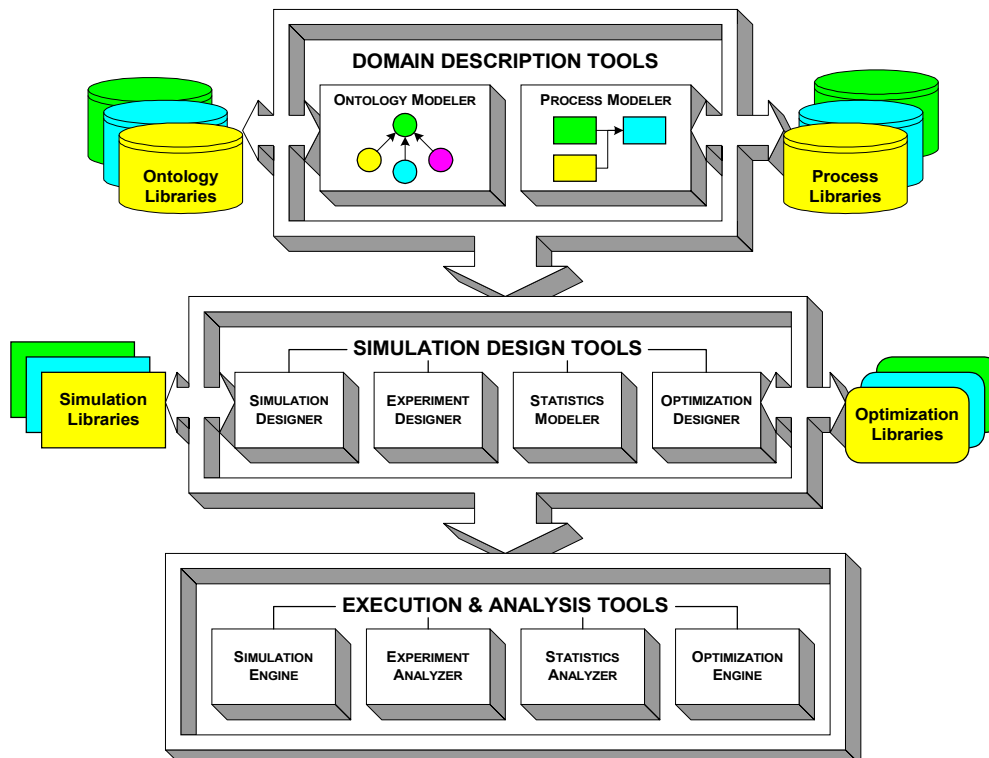 DOMAIN DESCRIPTION TOOLS
ONTOLOGY MODELER
PROCESS MODELER
Ontology
Libraries
Process
Libraries
SIMULATION DESIGN TOOLS
Simulation
Libraries
SIMULATION
DESIGNER
EXPERIMENT
DESIGNER
STATISTICS
MODELER
OPTIMIZATION
DESIGNER
Optimization
Libraries
EXECUTION & ANALYSIS TOOLS
SIMULATION
ENGINE
EXPERIMENT
ANALYZER
STATISTICS
ANALYZER
OPTIMIZATION
ENGINE